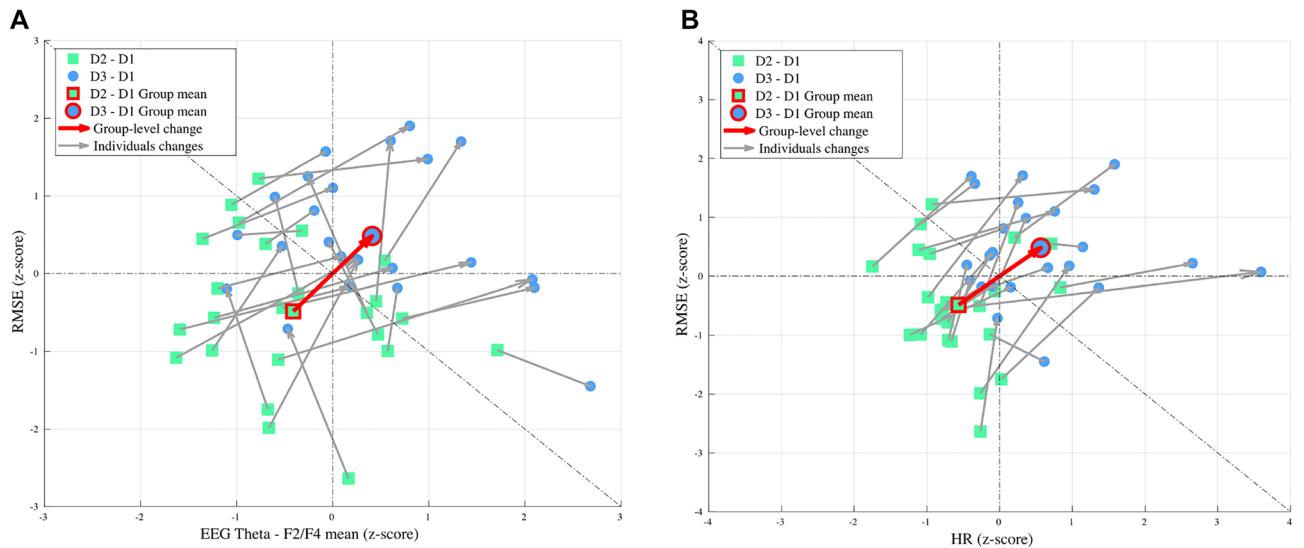 A
3
D2 - D1
D3 - D1
D2 - D1 Group mean
D3 - D1 Group mean
Group-level change
Individuals changes
2
1
0
-1
-2
-3
RMSE (z-score)
-3
-2
-1
0
1
2
3
EEG Theta - F2/F4 mean (z-score)
B
4
D2 - D1
D3 - D1
D2 - D1 Group mean
D3 - D1 Group mean
Group-level change
Individuals changes
3
2
1
0
-1
-2
-3
-4
RMSE (z-score)
-4
-3
-2
-1
0
1
2
3
4
HR (z-score)